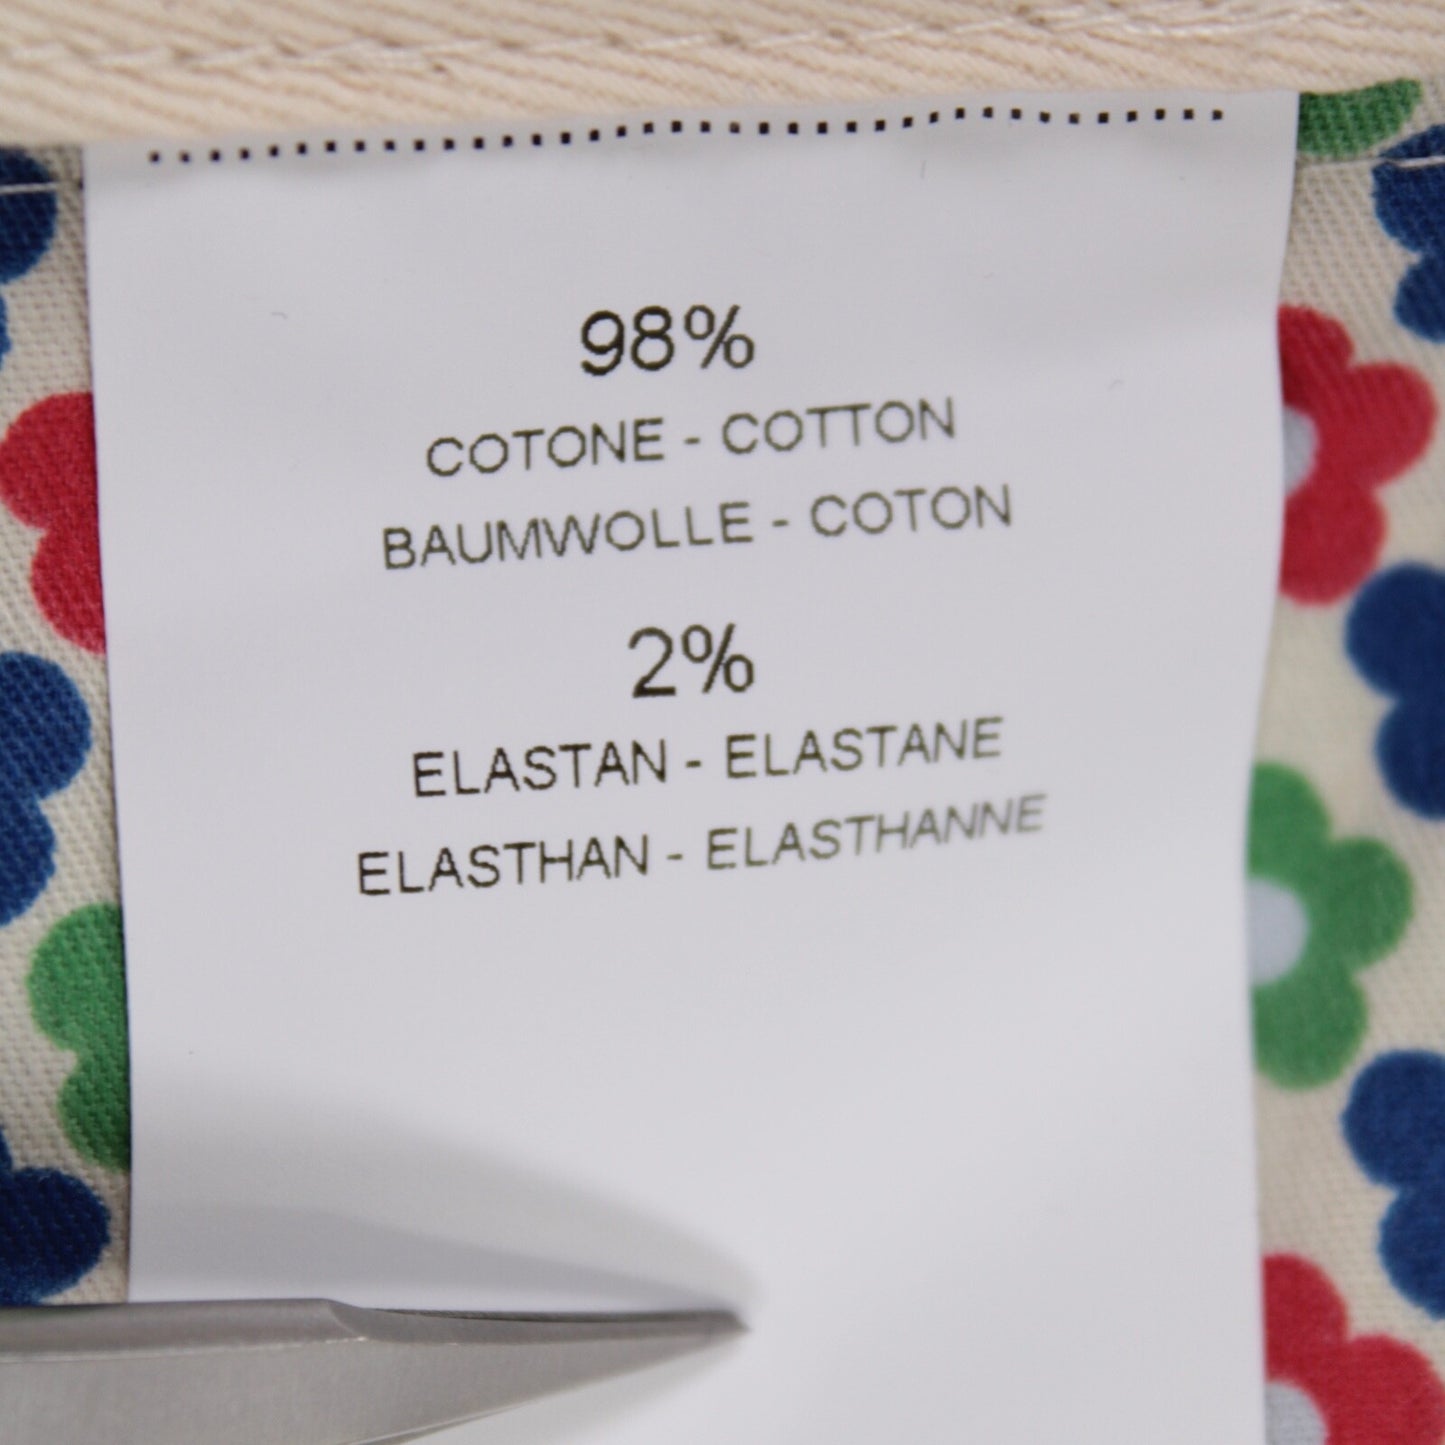 98%
COTONE - COTTON
BAUMWOLLE - COTON
2%
ELASTAN - ELASTANE
ELASTHAN - ELASTHANNE